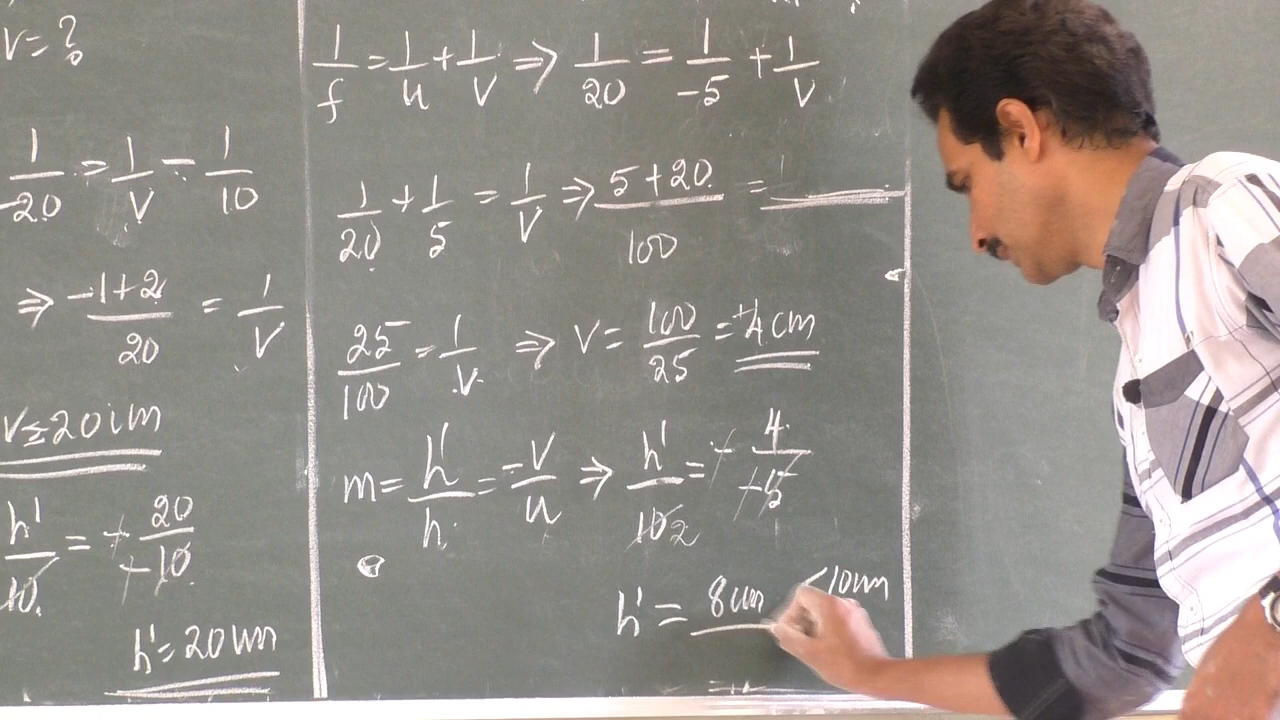 V = ?
1/-20 = 1/V - 1/10
⇒ -1+2/20 = 1/V
V = 20 cm
h'/10 = +20/+10
h' = 20 cm
1/f = 1/u + 1/V ⇒ 1/20 = 1/-5 + 1/V
1/20 + 1/5 = 1/V ⇒ 5+20/100 =
25/100 = 1/V ⇒ V = 100/25 = +4 cm
m = h'/h = -V/u ⇒ h'/10 2 = + 4/+5
h' = 8 cm < 10 cm